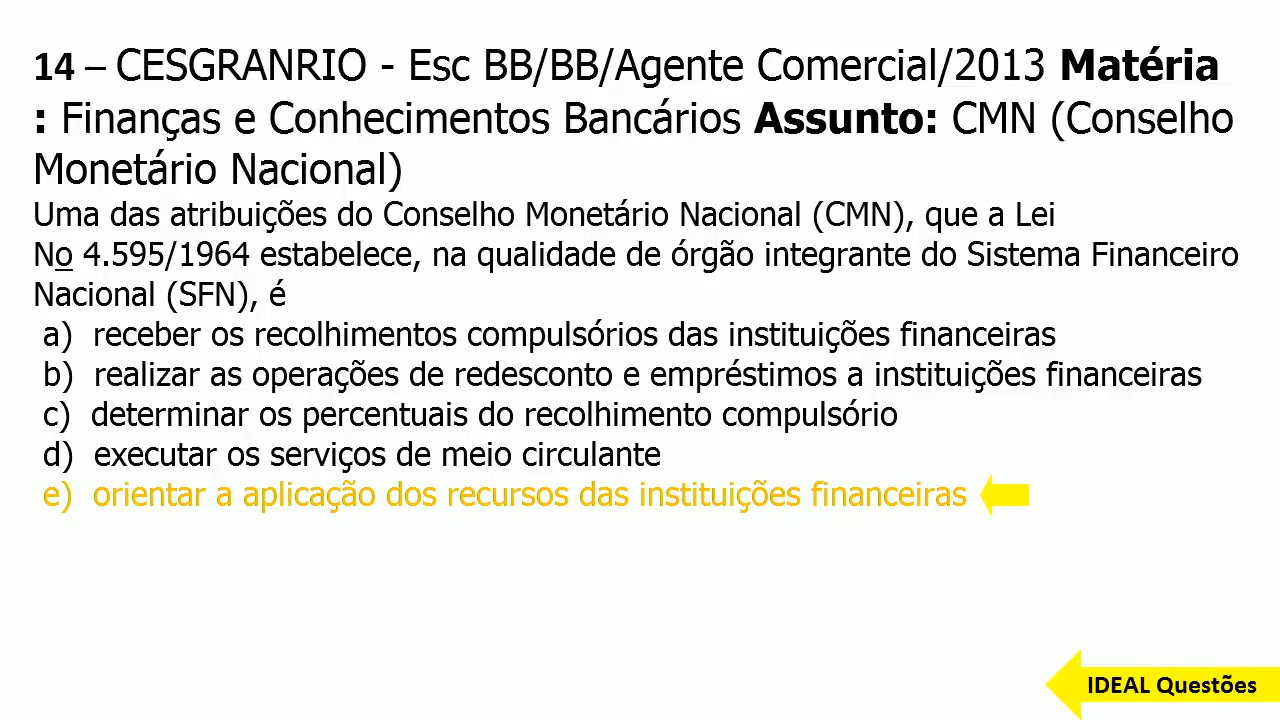 14 – CESGRANRIO - Esc BB/BB/Agente Comercial/2013 Matéria
: Finanças e Conhecimentos Bancários Assunto: CMN (Conselho
Monetário Nacional)
Uma das atribuições do Conselho Monetário Nacional (CMN), que a Lei
No 4.595/1964 estabelece, na qualidade de órgão integrante do Sistema Financeiro
Nacional (SFN), é
a) receber os recolhimentos compulsórios das instituições financeiras
b) realizar as operações de redesconto e empréstimos a instituições financeiras
c) determinar os percentuais do recolhimento compulsório
d) executar os serviços de meio circulante
e) orientar a aplicação dos recursos das instituições financeiras
IDEAL Questões